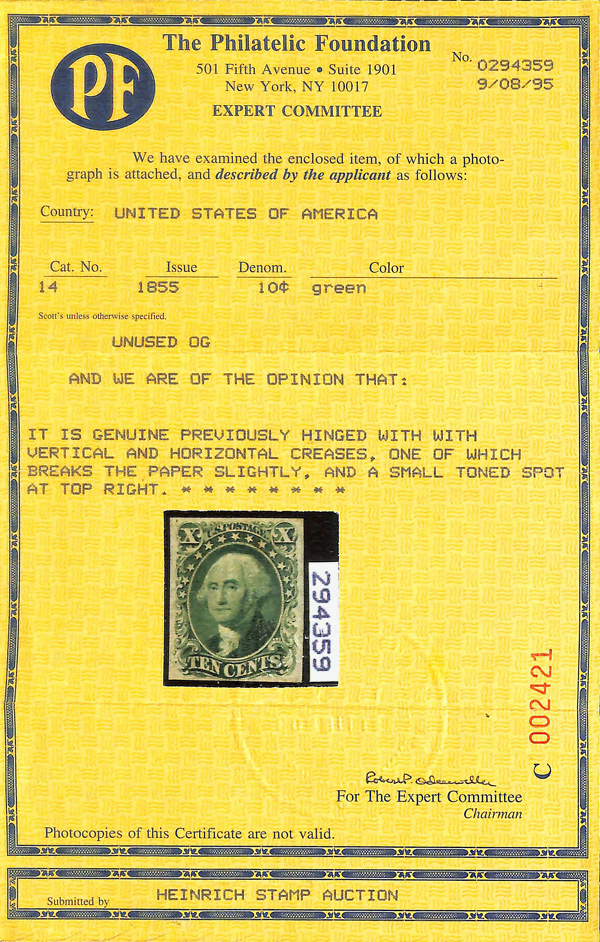 PF
The Philatelic Foundation
501 Fifth Avenue • Suite 1901
New York, NY 10017
EXPERT COMMITTEE
No. 0294359
9/08/95
We have examined the enclosed item, of which a photo-
graph is attached, and described by the applicant as follows:
Country: UNITED STATES OF AMERICA
Cat. No. Issue Denom. Color
14 1855 10¢ green
Scott's unless otherwise specified.
UNUSED OG
AND WE ARE OF THE OPINION THAT:
IT IS GENUINE PREVIOUSLY HINGED WITH WITH
VERTICAL AND HORIZONTAL CREASES, ONE OF WHICH
BREAKS THE PAPER SLIGHTLY, AND A SMALL TONED SPOT
AT TOP RIGHT. * * * * * * * *
X U.S. POSTAGE X
TEN CENTS.
294359
C 002421
For The Expert Committee
Chairman
Photocopies of this Certificate are not valid.
Submitted by HEINRICH STAMP AUCTION